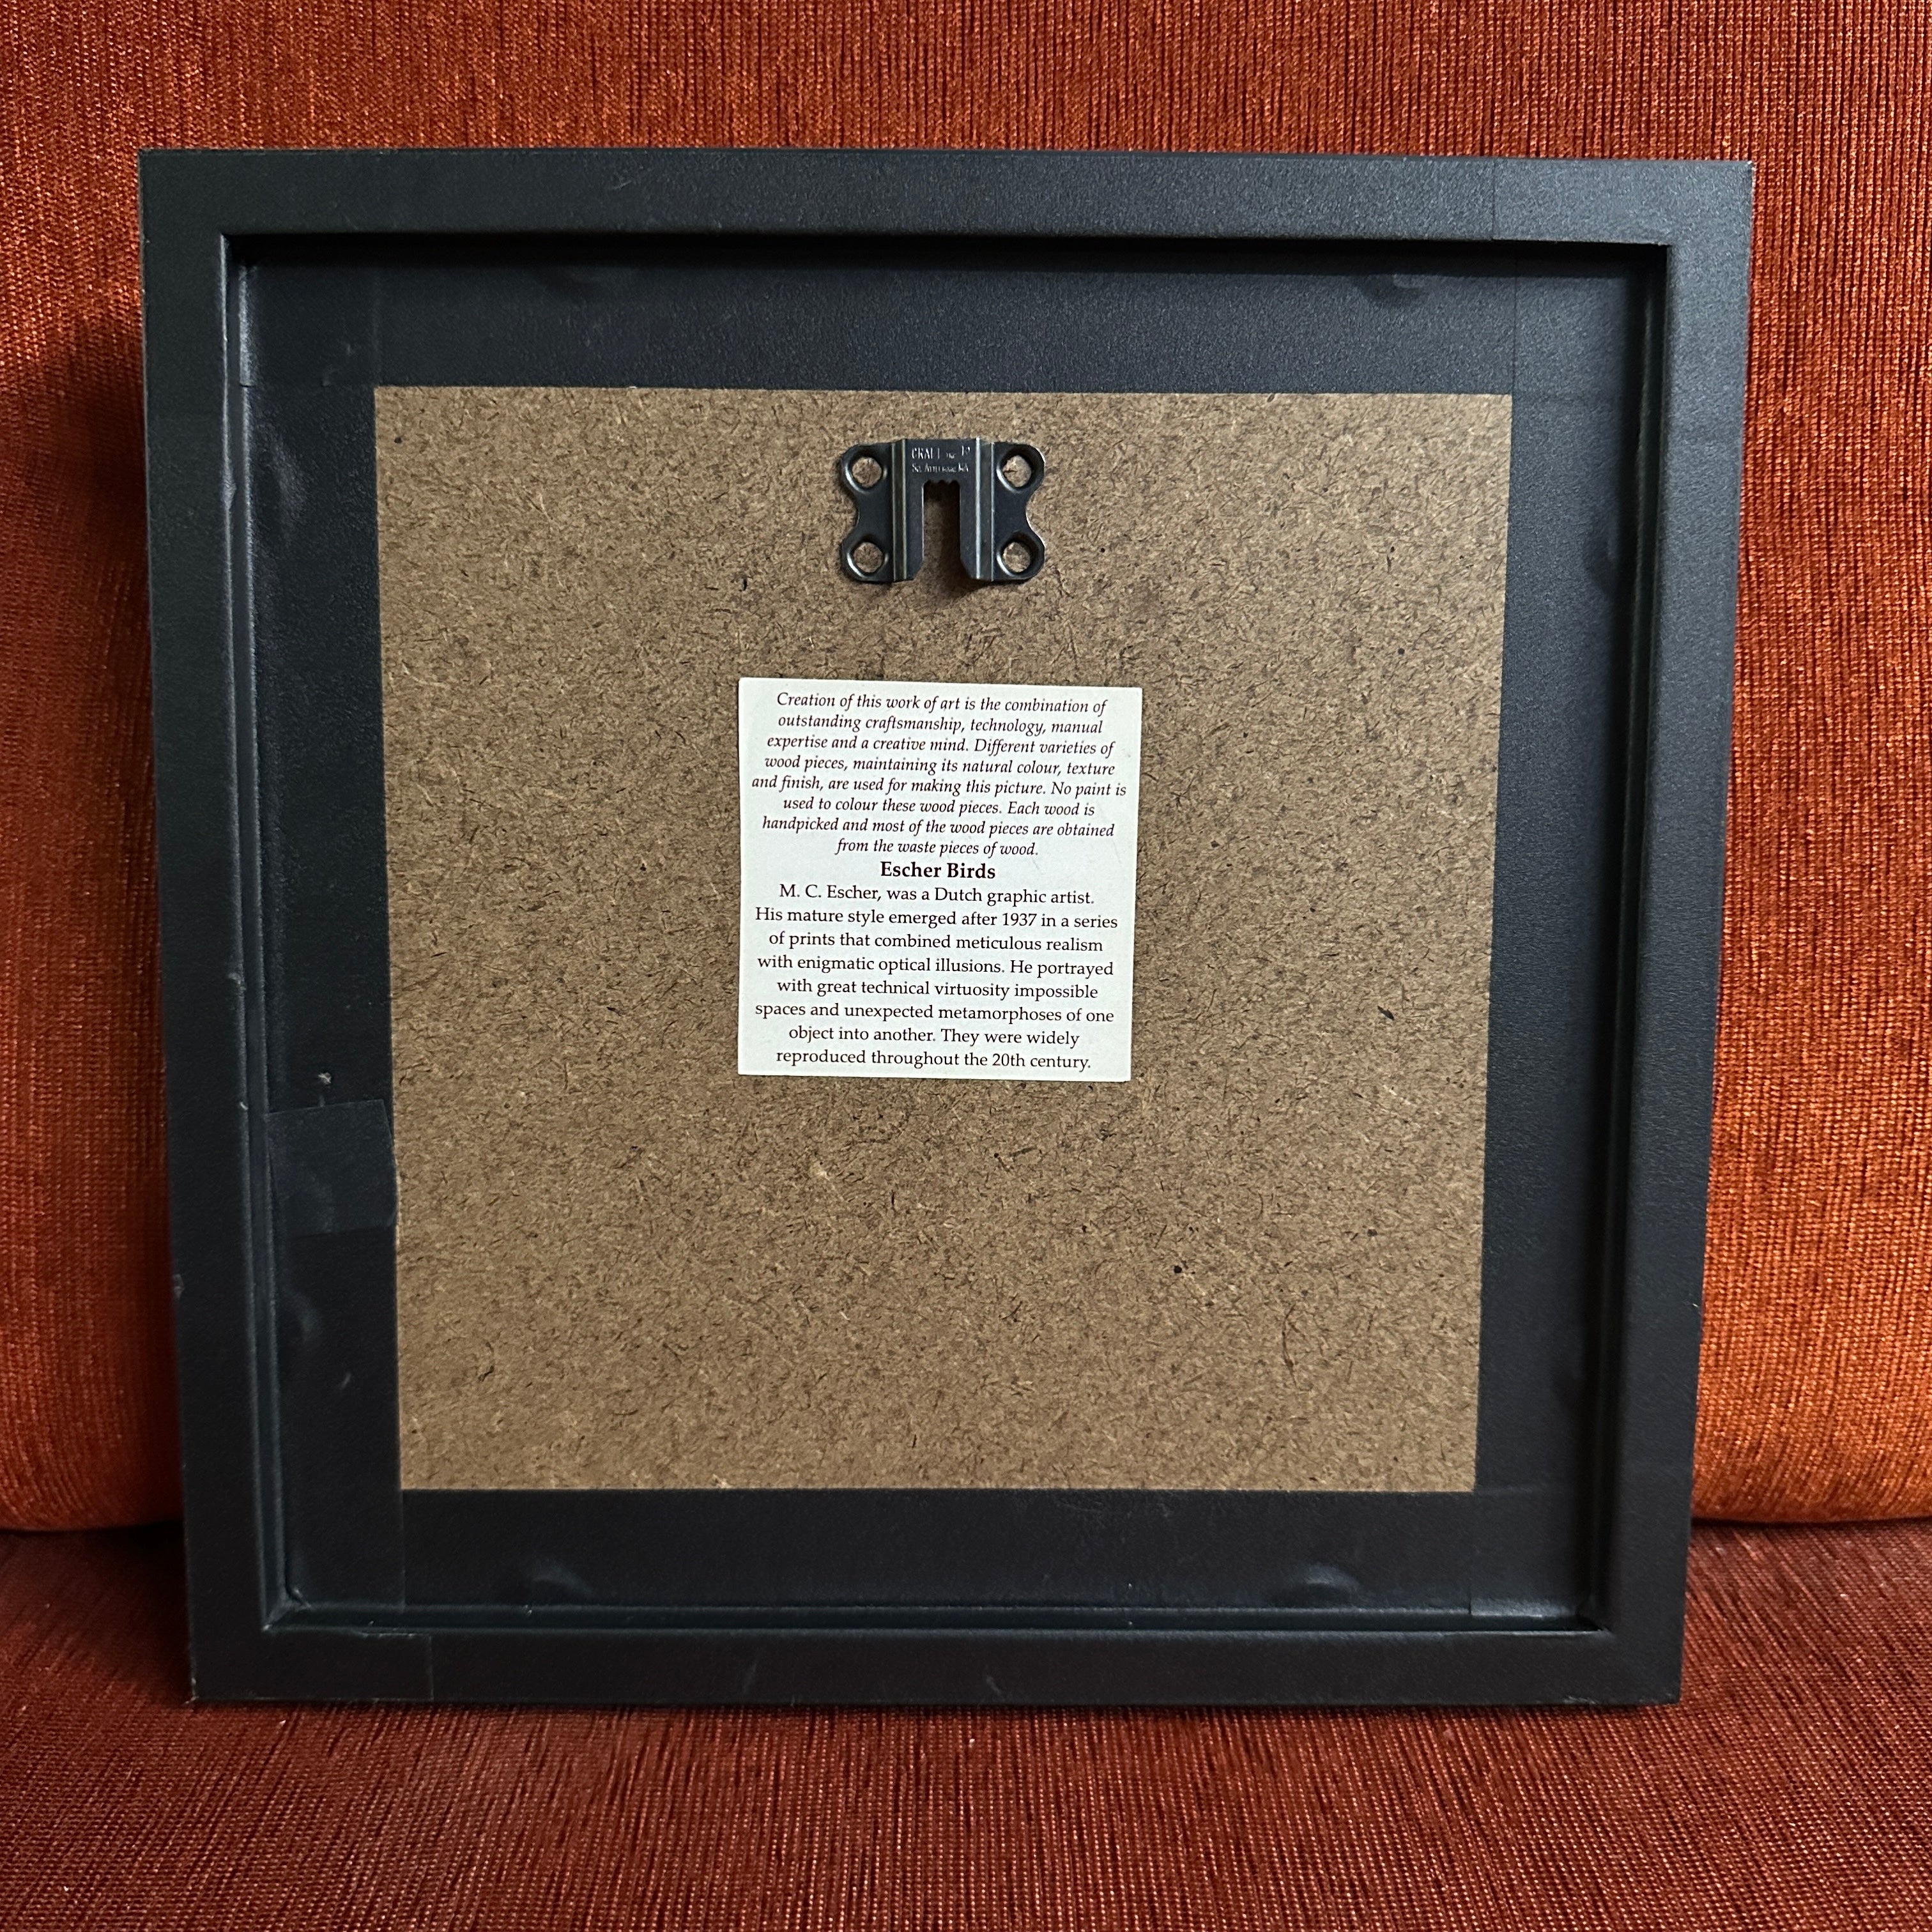 CRAFT
Creation of this work of art is the combination of
outstanding craftsmanship, technology, manual
expertise and a creative mind. Different varieties of
wood pieces, maintaining its natural colour, texture
and finish, are used for making this picture. No paint is
used to colour these wood pieces. Each wood is
handpicked and most of the wood pieces are obtained
from the waste pieces of wood.
Escher Birds
M. C. Escher, was a Dutch graphic artist.
His mature style emerged after 1937 in a series
of prints that combined meticulous realism
with enigmatic optical illusions. He portrayed
with great technical virtuosity impossible
spaces and unexpected metamorphoses of one
object into another. They were widely
reproduced throughout the 20th century.